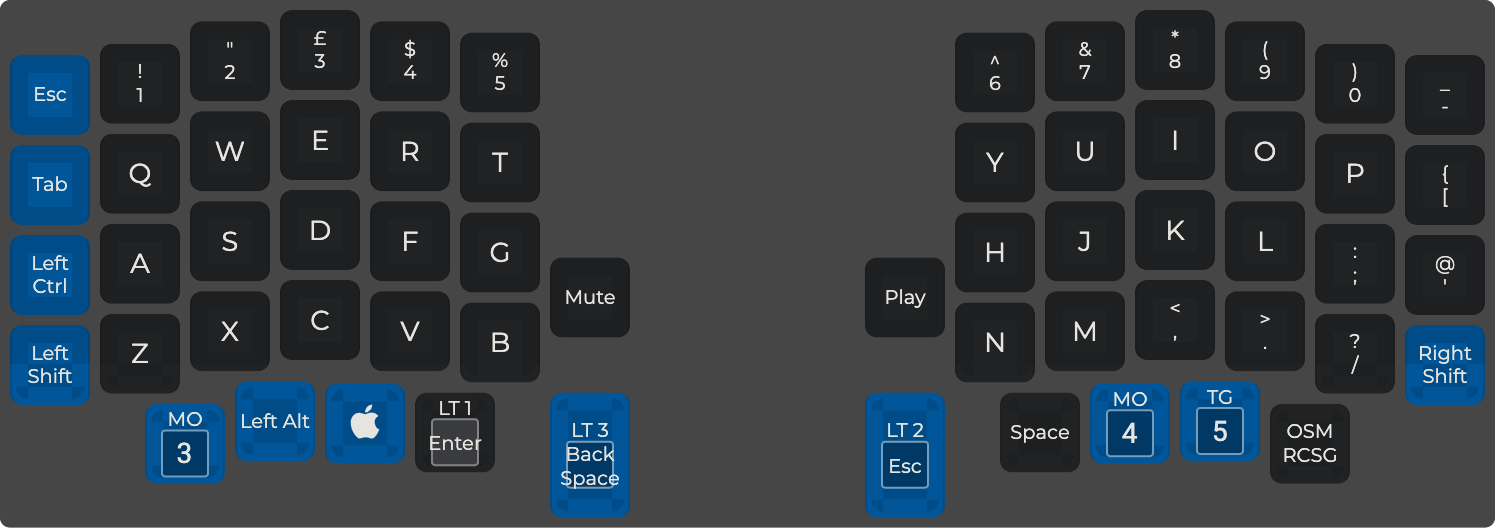 Esc
!
1
"
2
£
3
$
4
%
5
^
6
&
7
*
8
(
9
)
0
_
-
Tab
Q
W
E
R
T
Y
U
I
O
P
{
[
Left
Ctrl
A
S
D
F
G
Mute
Play
H
J
K
L
:
;
@
'
Left
Shift
Z
X
C
V
B
N
M
<
,
>
.
?
/
Right
Shift
MO
3
Left Alt
LT 1
Enter
LT 3
Back
Space
LT 2
Esc
Space
MO
4
TG
5
OSM
RCSG